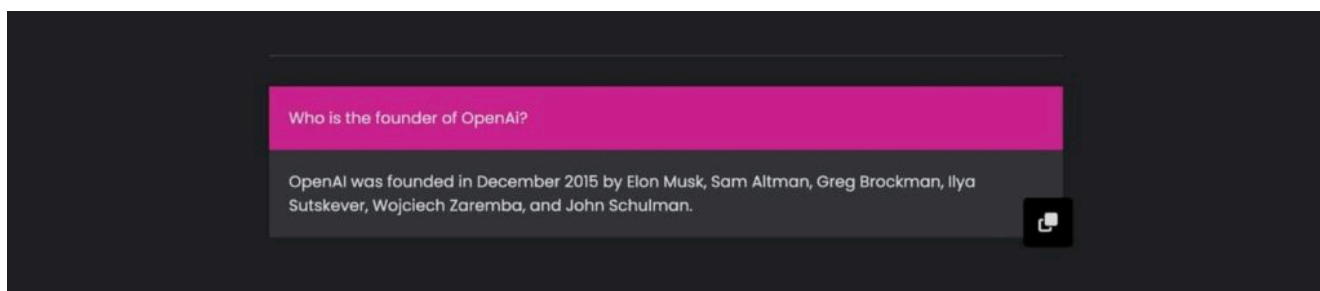 Who is the founder of OpenAi?
OpenAI was founded in December 2015 by Elon Musk, Sam Altman, Greg Brockman, Ilya
Sutskever, Wojciech Zaremba, and John Schulman.